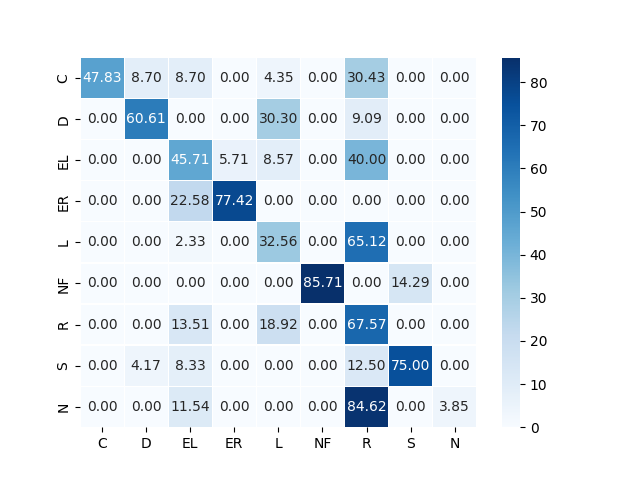 C 47.83 8.70 8.70 0.00 4.35 0.00 30.43 0.00 0.00
D 0.00 60.61 0.00 0.00 30.30 0.00 9.09 0.00 0.00
EL 0.00 0.00 45.71 5.71 8.57 0.00 40.00 0.00 0.00
ER 0.00 0.00 22.58 77.42 0.00 0.00 0.00 0.00 0.00
L 0.00 0.00 2.33 0.00 32.56 0.00 65.12 0.00 0.00
NF 0.00 0.00 0.00 0.00 0.00 85.71 0.00 14.29 0.00
R 0.00 0.00 13.51 0.00 18.92 0.00 67.57 0.00 0.00
S 0.00 4.17 8.33 0.00 0.00 0.00 12.50 75.00 0.00
N 0.00 0.00 11.54 0.00 0.00 0.00 84.62 0.00 3.85
C D EL ER L NF R S N
80
70
60
50
40
30
20
10
0